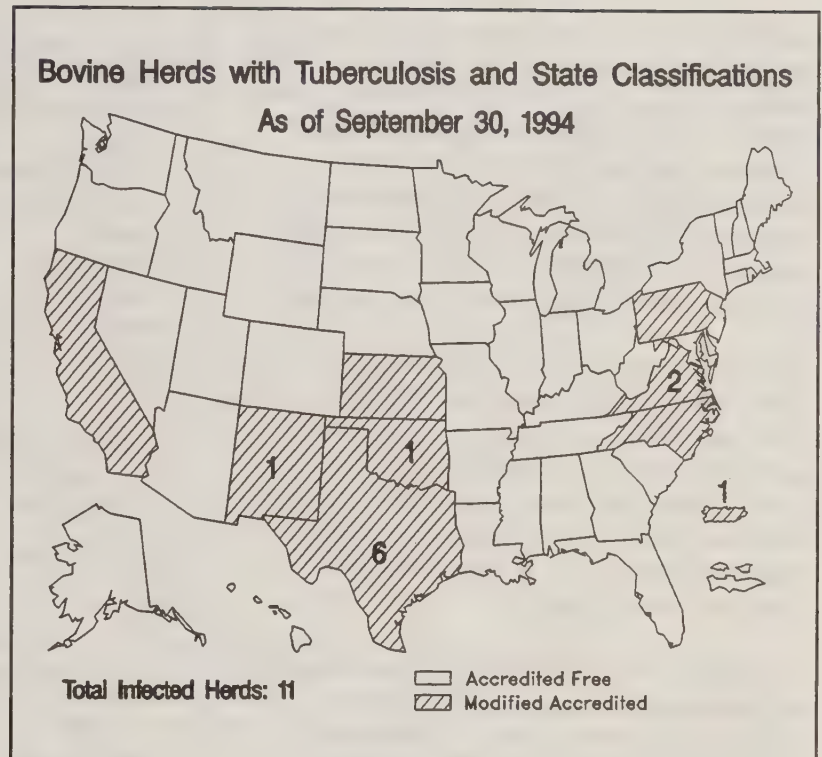 Bovine Herds with Tuberculosis and State Classifications
As of September 30, 1994
2
1
1
1
6
Total Infected Herds: 11
Accredited Free
Modified Accredited